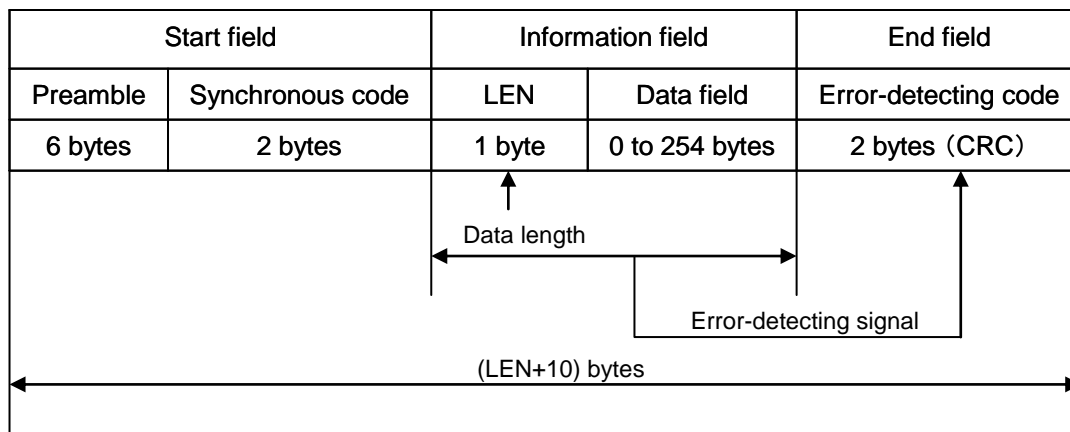 Start field Information field End field
Preamble Synchronous code LEN Data field Error-detecting code
6 bytes 2 bytes 1 byte 0 to 254 bytes 2 bytes（CRC）
Data length
Error-detecting signal
(LEN+10) bytes